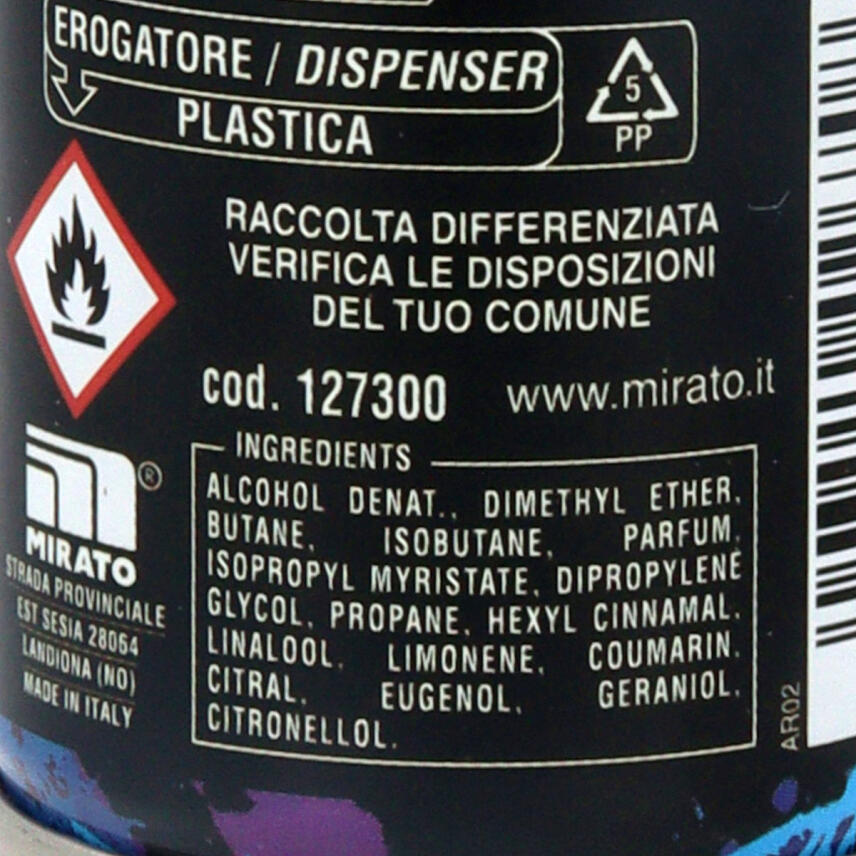 EROGATORE / DISPENSER
PLASTICA
5
PP
RACCOLTA DIFFERENZIATA
VERIFICA LE DISPOSIZIONI
DEL TUO COMUNE
cod. 127300
www.mirato.it
MIRATO ®
STRADA PROVINCIALE
EST SESIA 28064
LANDIONA (NO)
MADE IN ITALY
INGREDIENTS
ALCOHOL DENAT., DIMETHYL ETHER,
BUTANE, ISOBUTANE, PARFUM,
ISOPROPYL MYRISTATE, DIPROPYLENE
GLYCOL, PROPANE, HEXYL CINNAMAL,
LINALOOL, LIMONENE, COUMARIN,
CITRAL, EUGENOL, GERANIOL,
CITRONELLOL.
AR02